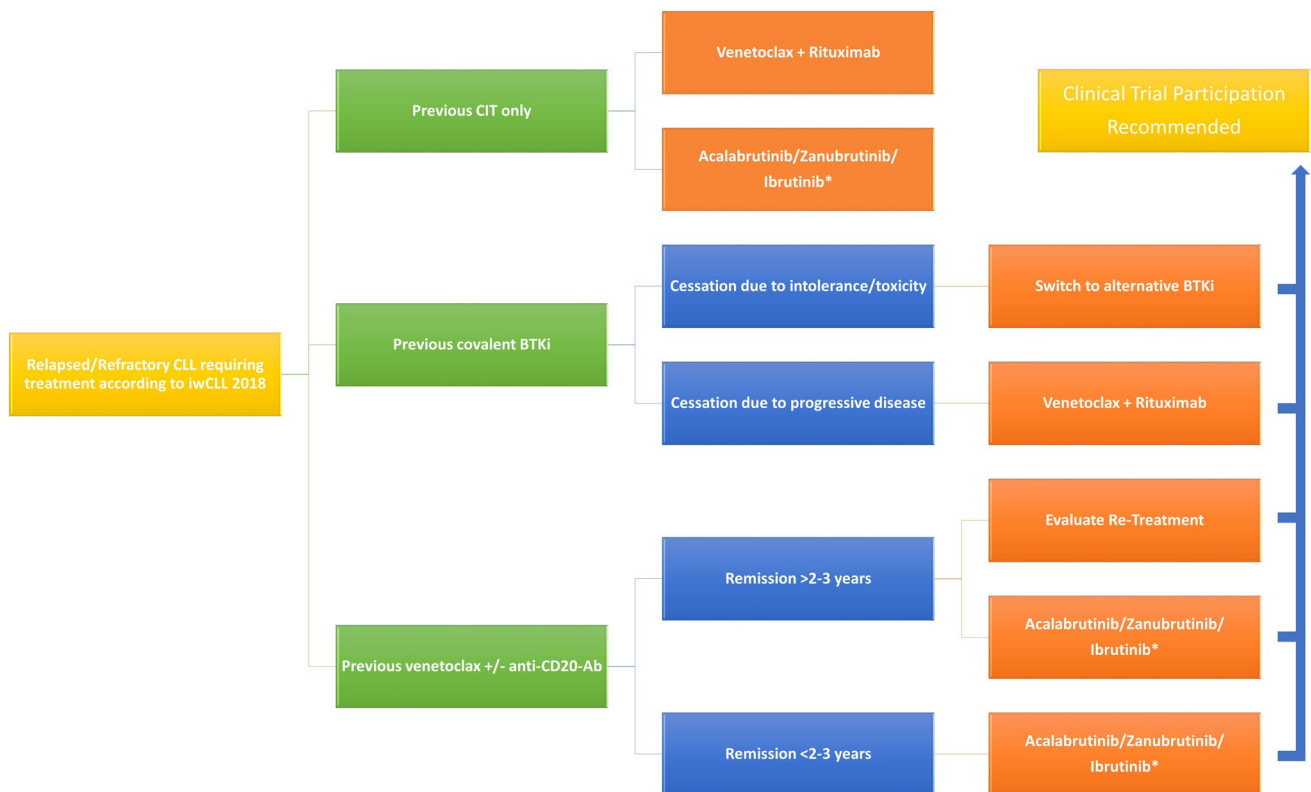 Venetoclax + Rituximab
Previous CIT only
Clinical Trial Participation
Recommended
Acalabrutinib/Zanubrutinib/
Ibrutinib*
Cessation due to intolerance/toxicity
Switch to alternative BTKi
Previous covalent BTKi
Relapsed/Refractory CLL requiring
treatment according to iwCLL 2018
Cessation due to progressive disease
Venetoclax + Rituximab
Evaluate Re-Treatment
Remission >2-3 years
Acalabrutinib/Zanubrutinib/
Ibrutinib*
Previous venetoclax +/- anti-CD20-Ab
Remission <2-3 years
Acalabrutinib/Zanubrutinib/
Ibrutinib*